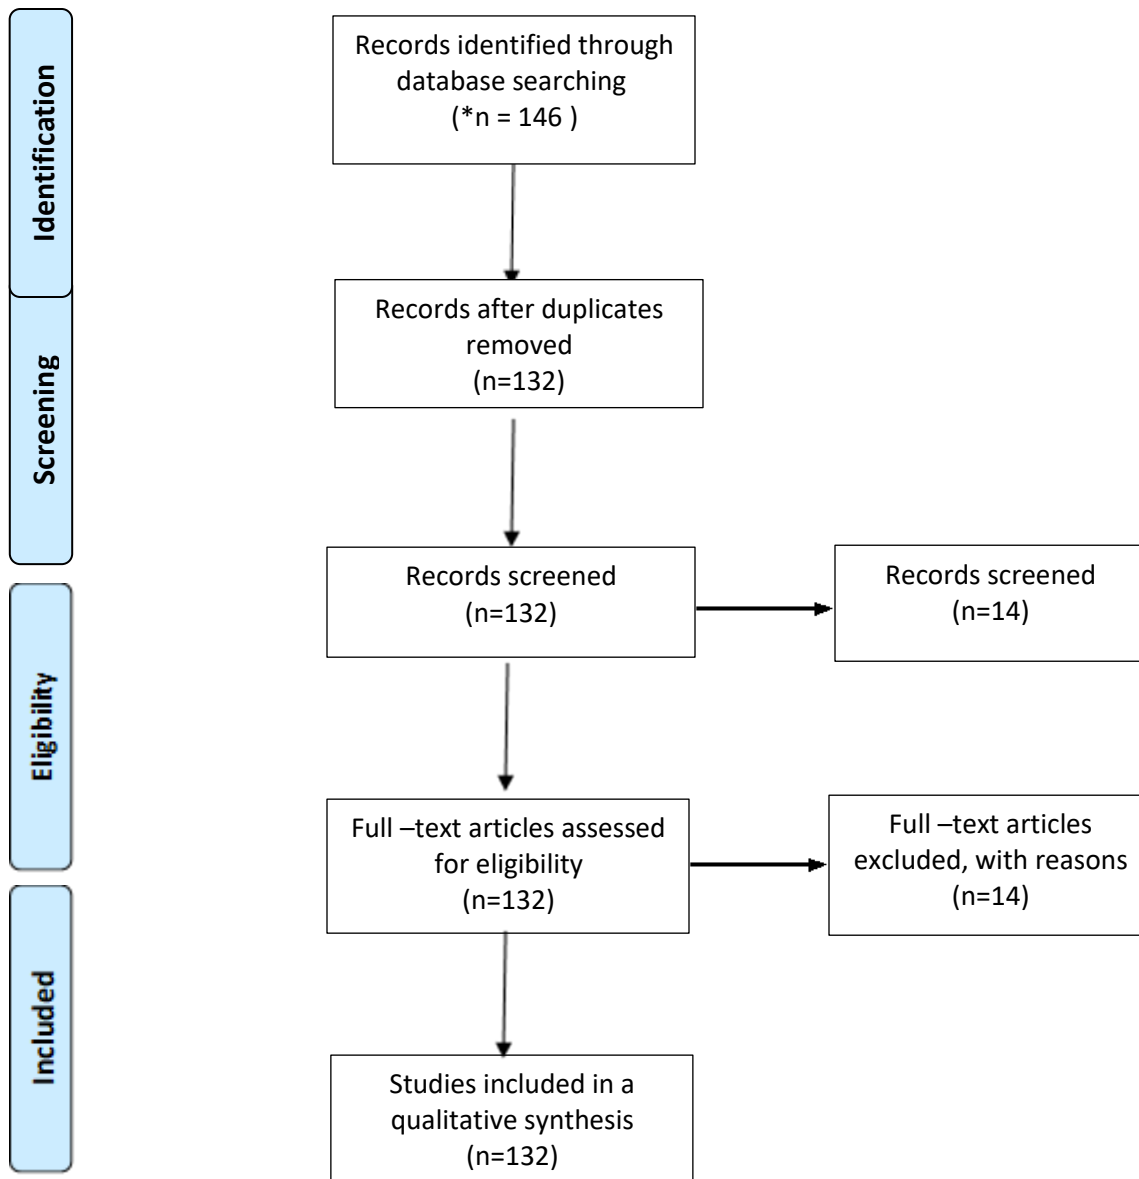 Identification
Records identified through
database searching
(*n = 146 )
Screening
Records after duplicates
removed
(n=132)
Records screened
(n=132)
Records screened
(n=14)
Eligibility
Full –text articles assessed
for eligibility
(n=132)
Full –text articles
excluded, with reasons
(n=14)
Included
Studies included in a
qualitative synthesis
(n=132)